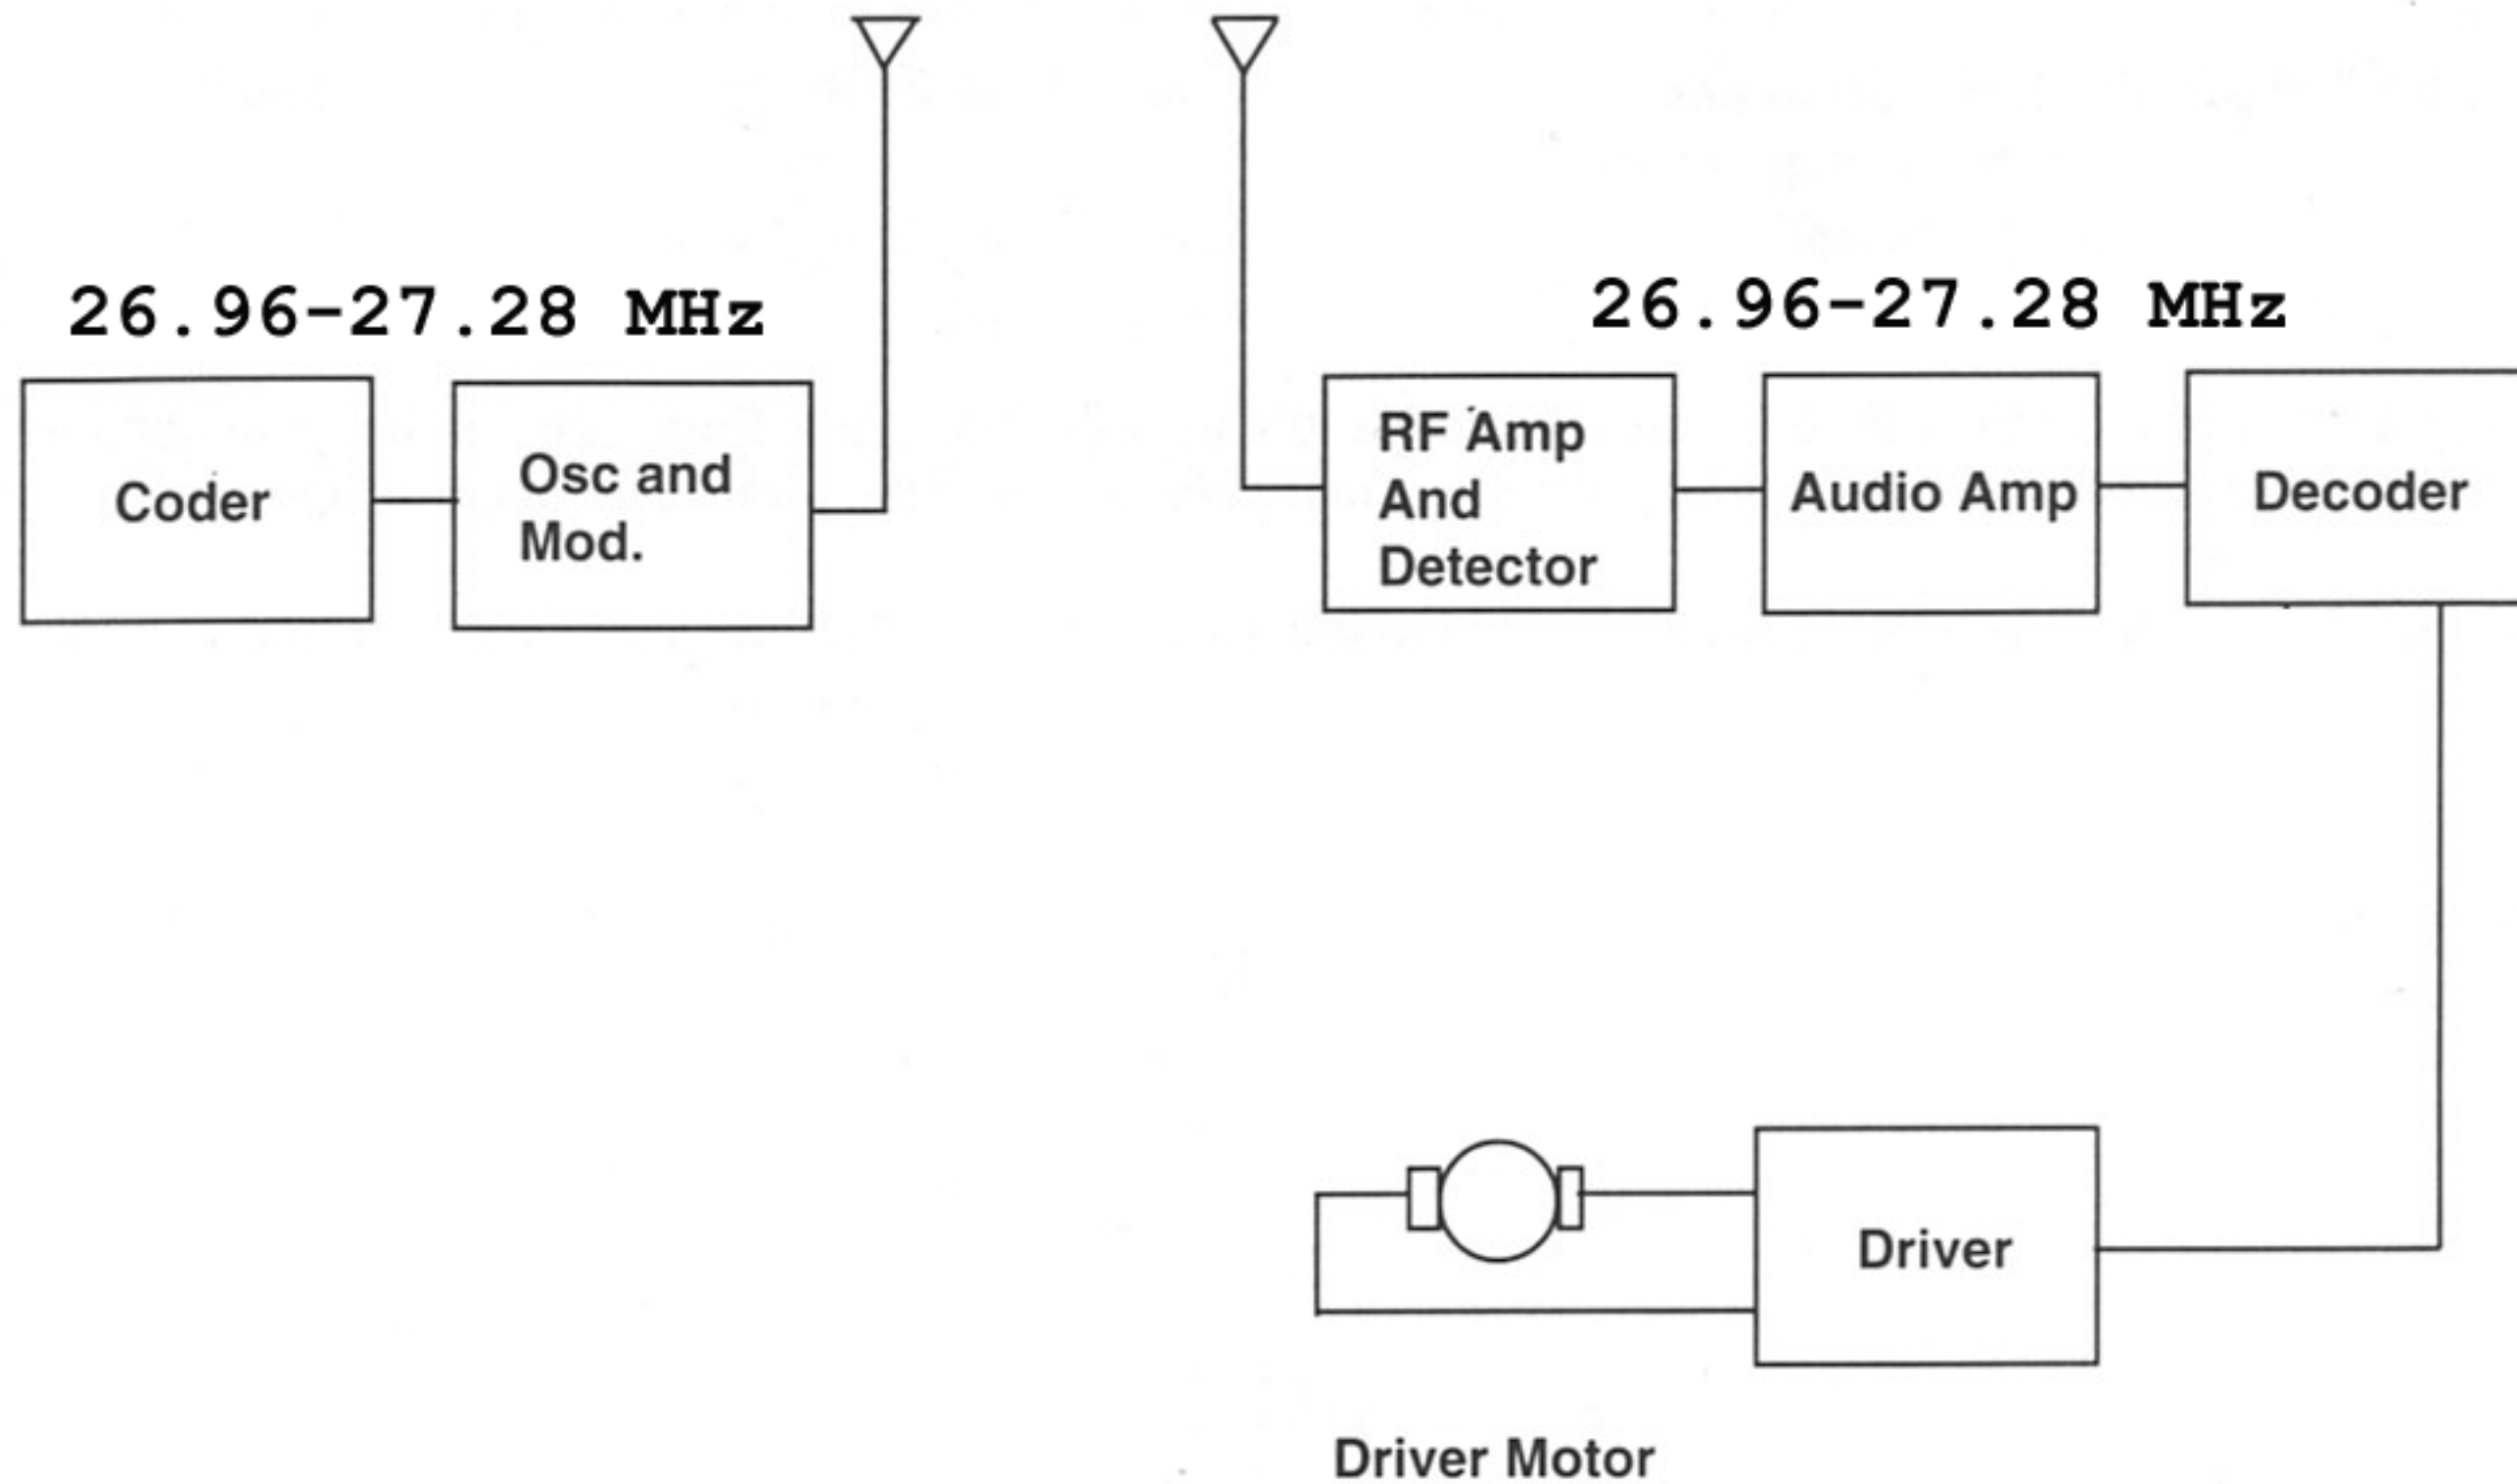 26.96-27.28 MHz
26.96-27.28 MHz
Coder
Osc and
Mod.
RF Amp
And
Detector
Audio Amp
Decoder
Driver
Driver Motor